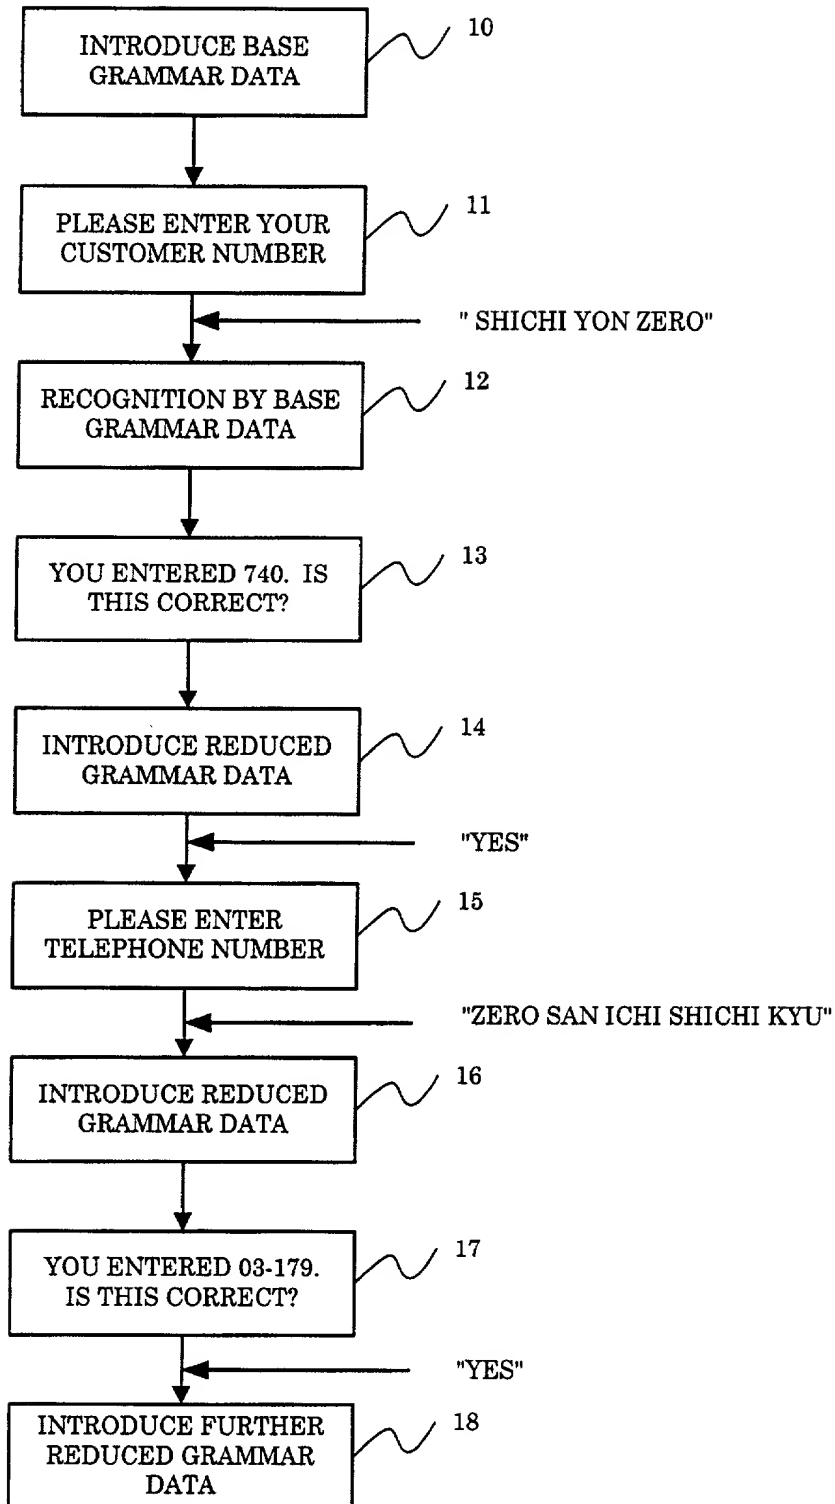 INTRODUCE BASE
GRAMMAR DATA
10
PLEASE ENTER YOUR
CUSTOMER NUMBER
11
" SHICHI YON ZERO"
RECOGNITION BY BASE
GRAMMAR DATA
12
YOU ENTERED 740. IS
THIS CORRECT?
13
INTRODUCE REDUCED
GRAMMAR DATA
14
"YES"
PLEASE ENTER
TELEPHONE NUMBER
15
"ZERO SAN ICHI SHICHI KYU"
INTRODUCE REDUCED
GRAMMAR DATA
16
YOU ENTERED 03-179.
IS THIS CORRECT?
17
"YES"
INTRODUCE FURTHER
REDUCED GRAMMAR
DATA
18